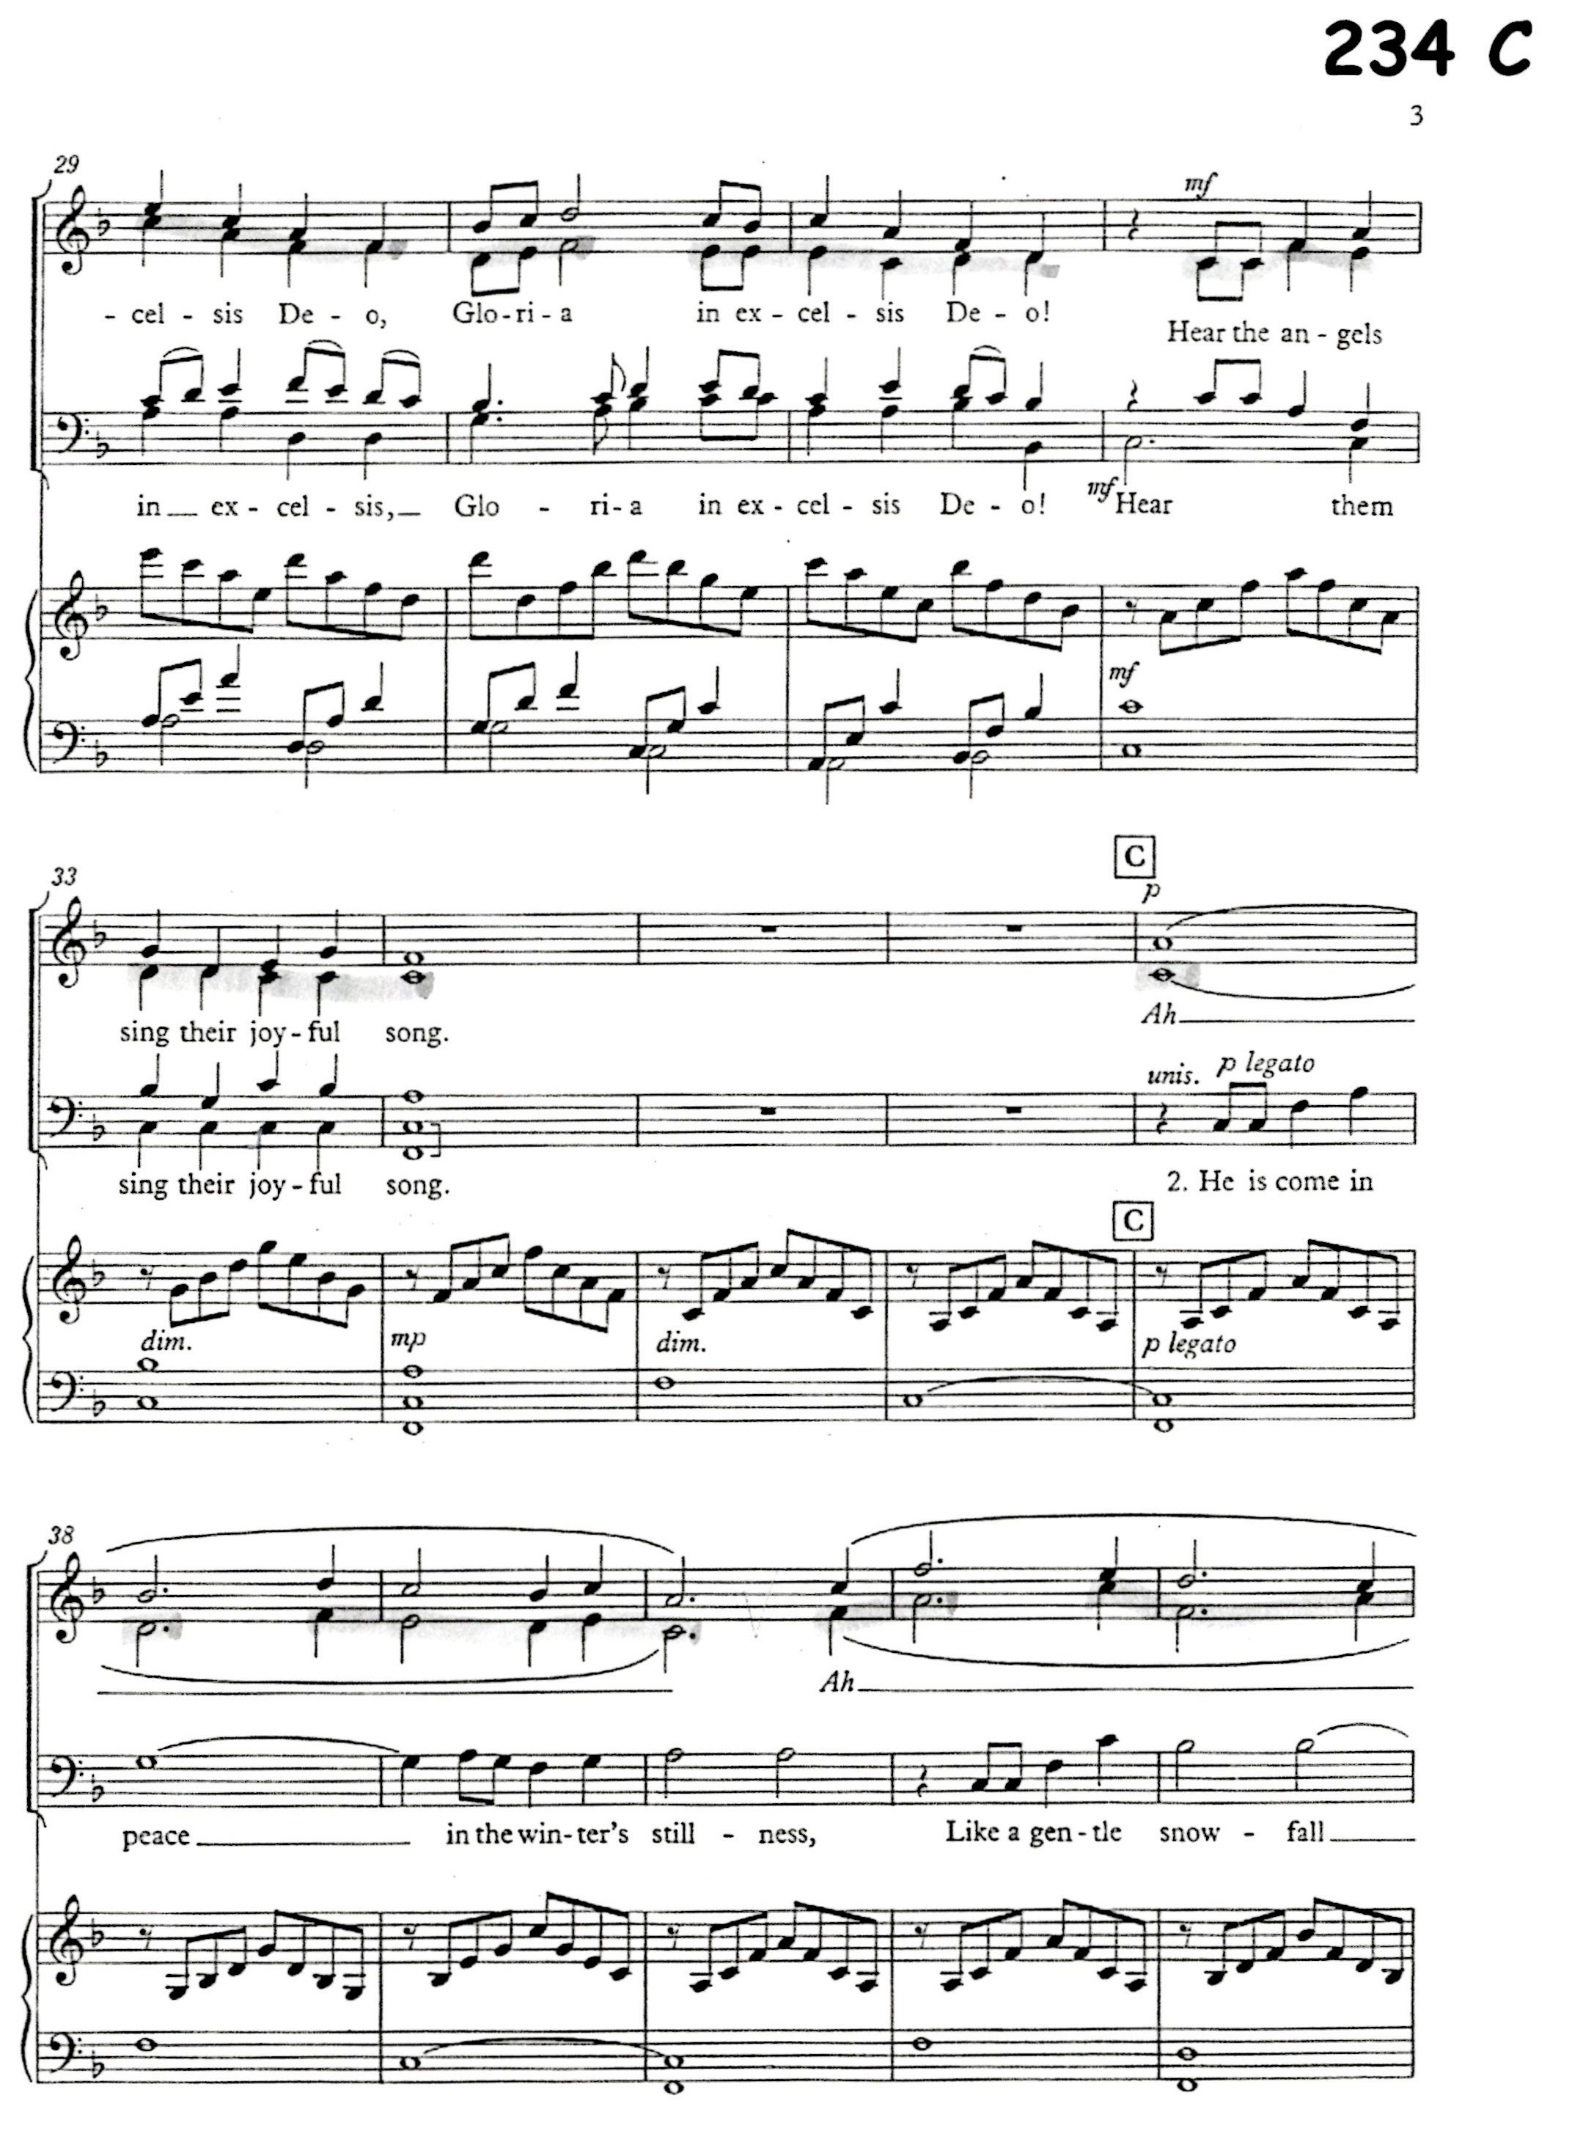 234 C
3
29
mf
- cel - sis De - o, Glo - ri - a in ex - cel - sis De - o!
Hear the an - gels
in ex - cel - sis, Glo - ri - a in ex - cel - sis De - o! mf Hear them
mf
33
C
p
sing their joy - ful song. Ah
unis. p legato
sing their joy - ful song. 2. He is come in
C
dim. mp dim. p legato
38
Ah
peace in the win - ter's still - ness, Like a gen - tle snow - fall